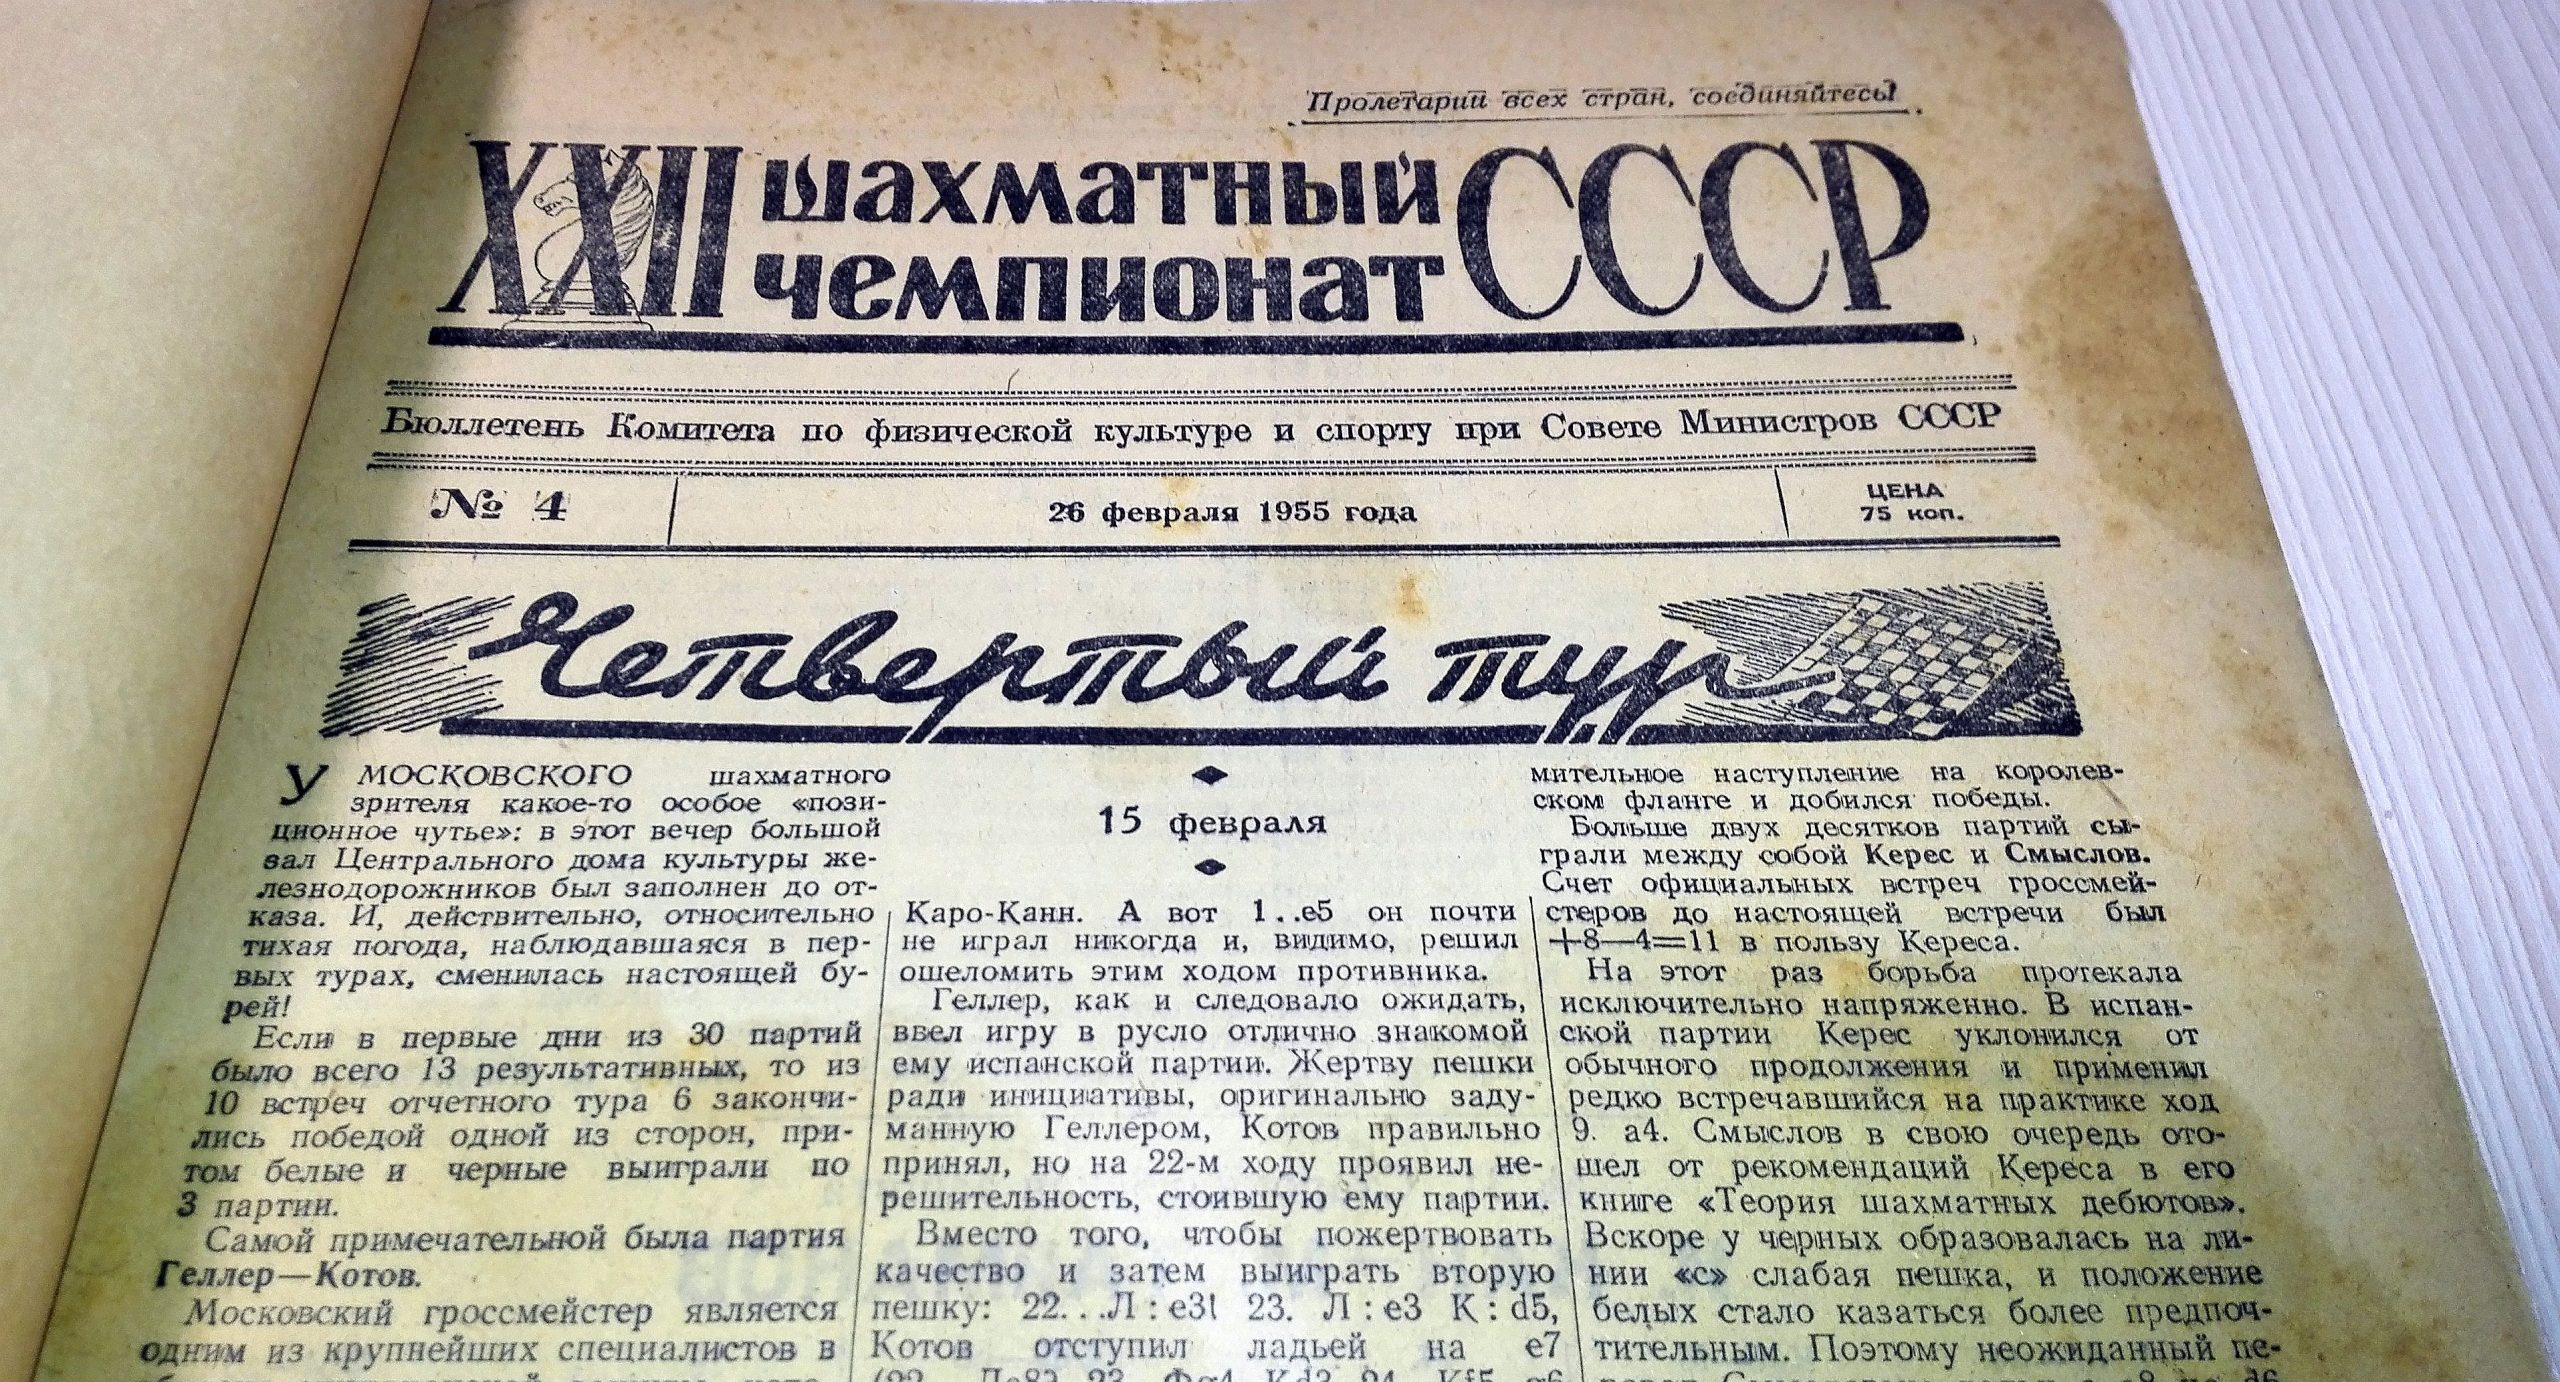 Пролетарии всех стран, соединяйтесь!
XXII шахматный чемпионат СССР
Бюллетень Комитета по физической культуре и спорту при Совете Министров СССР
№ 4
26 февраля 1955 года
ЦЕНА
75 коп.
Четвертый тур
У МОСКОВСКОГО шахматного
зрителя какое-то особое «пози-
ционное чутье»: в этот вечер большой
зал Центрального дома культуры же-
лезнодорожников был заполнен до от-
каза. И, действительно, относительно
тихая погода, наблюдавшаяся в пер-
вых турах, сменилась настоящей бу-
рей!
Если в первые дни из 30 партий
было всего 13 результативных, то из
10 встреч отчетного тура 6 закончи-
лись победой одной из сторон, при-
том белые и черные выиграли по
3 партии.
Самой примечательной была партия
Геллер—Котов.
Московский гроссмейстер является
одним из крупнейших специалистов в
15 февраля
Каро-Канн. А вот 1...e5 он почти
не играл никогда и, видимо, решил
ошеломить этим ходом противника.
Геллер, как и следовало ожидать,
ввел игру в русло отлично знакомой
ему испанской партии. Жертву пешки
ради инициативы, оригинально заду-
манную Геллером, Котов правильно
принял, но на 22-м ходу проявил не-
решительность, стоившую ему партии.
Вместо того, чтобы пожертвовать
качество и затем выиграть вторую
пешку: 22...Л : e3! 23. Л : e3 К : d5,
Котов отступил ладьей на e7
мительное наступление на королев-
ском фланге и добился победы.
Больше двух десятков партий сы-
грали между собой Керес и Смыслов.
Счет официальных встреч гроссмей-
стеров до настоящей встречи был
+8—4=11 в пользу Кереса.
На этот раз борьба протекала
исключительно напряженно. В испан-
ской партии Керес уклонился от
обычного продолжения и применил
редко встречавшийся на практике ход
9. a4. Смыслов в свою очередь ото-
шел от рекомендаций Кереса в его
книге «Теория шахматных дебютов».
Вскоре у черных образовалась на ли-
нии «с» слабая пешка, и положение
белых стало казаться более предпоч-
тительным. Поэтому неожиданный пе-